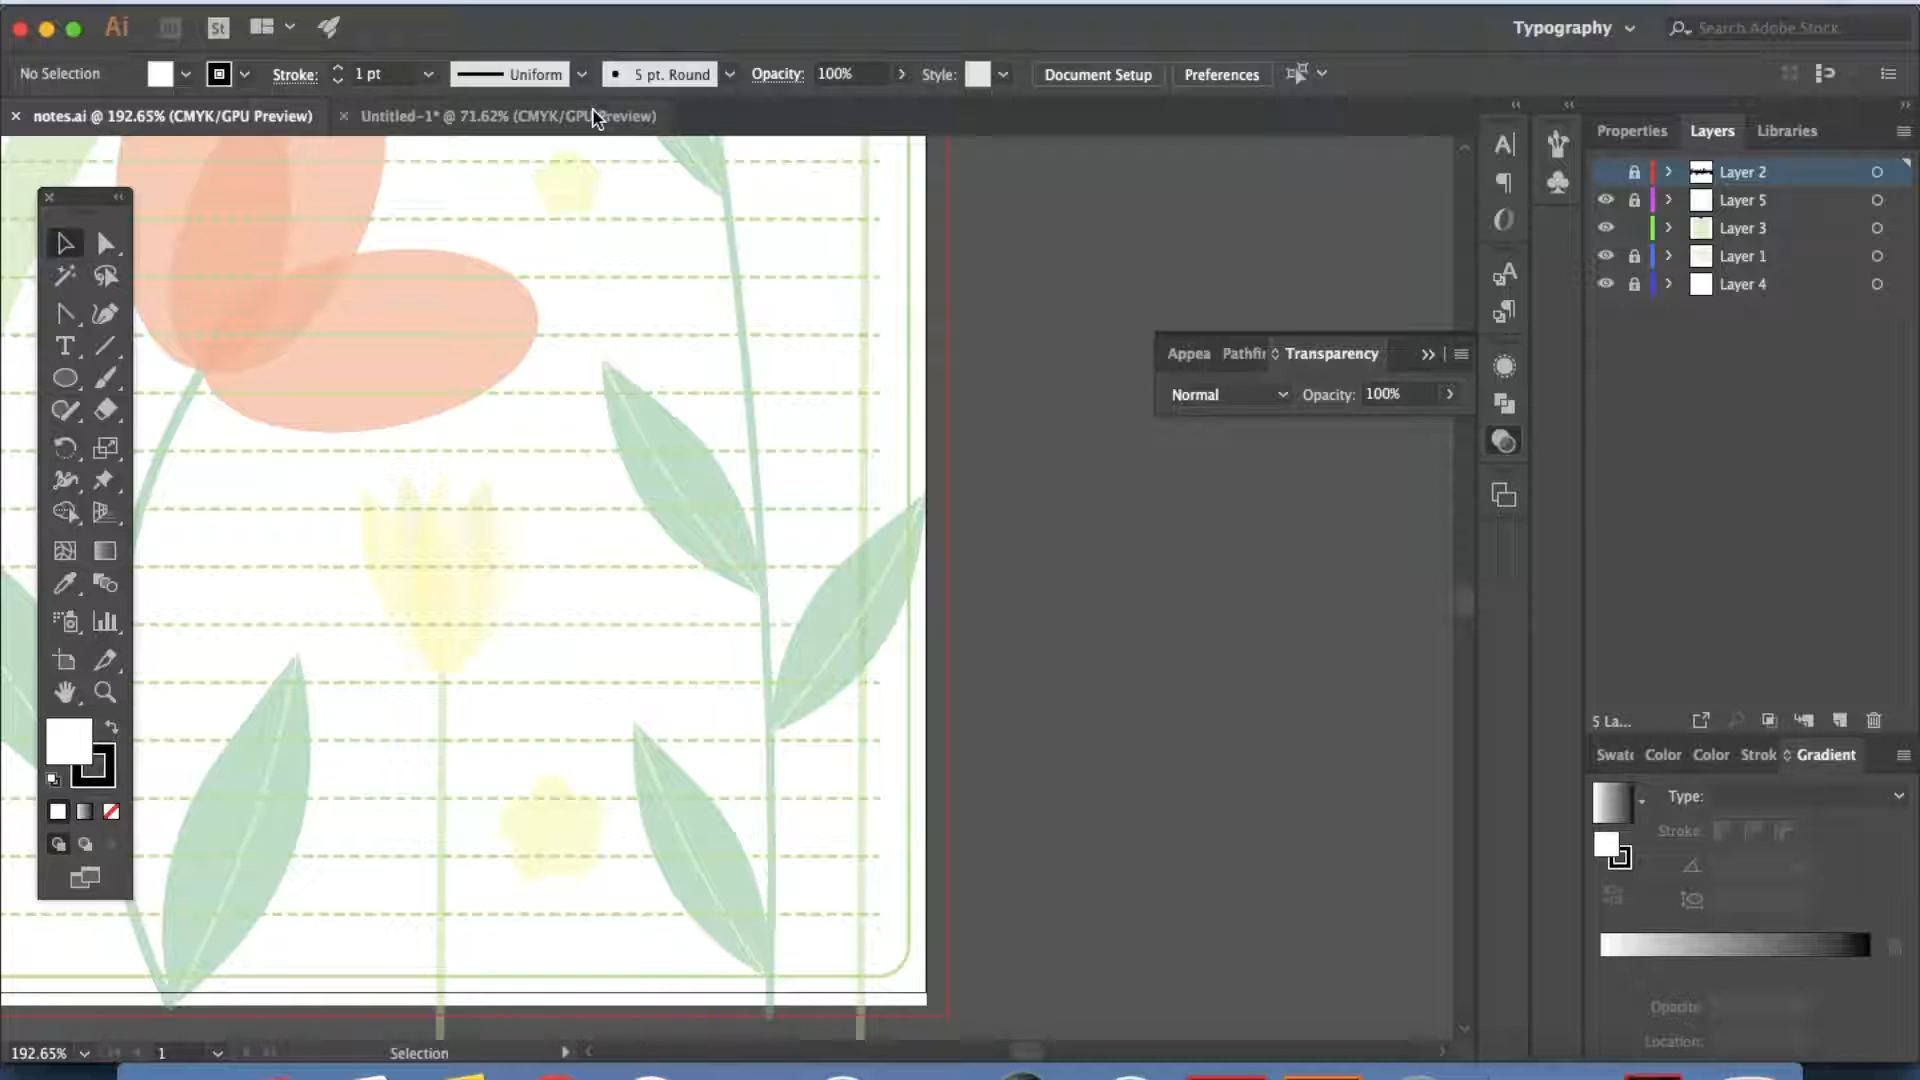 Ai
St
Typography
Search Adobe Stock
No Selection
Stroke:
1 pt
Uniform
5 pt. Round
Opacity:
100%
Style:
Document Setup
Preferences
notes.ai @ 192.65% (CMYK/GPU Preview)
Untitled-1* @ 71.62% (CMYK/GPU Preview)
Properties
Layers
Libraries
Layer 2
Layer 5
Layer 3
Layer 1
Layer 4
Appea
Pathfin
Transparency
Normal
Opacity:
100%
5 La...
Swatc
Color
Color
Strok
Gradient
Type:
Stroke:
Opacity:
Location:
192.65%
1
Selection